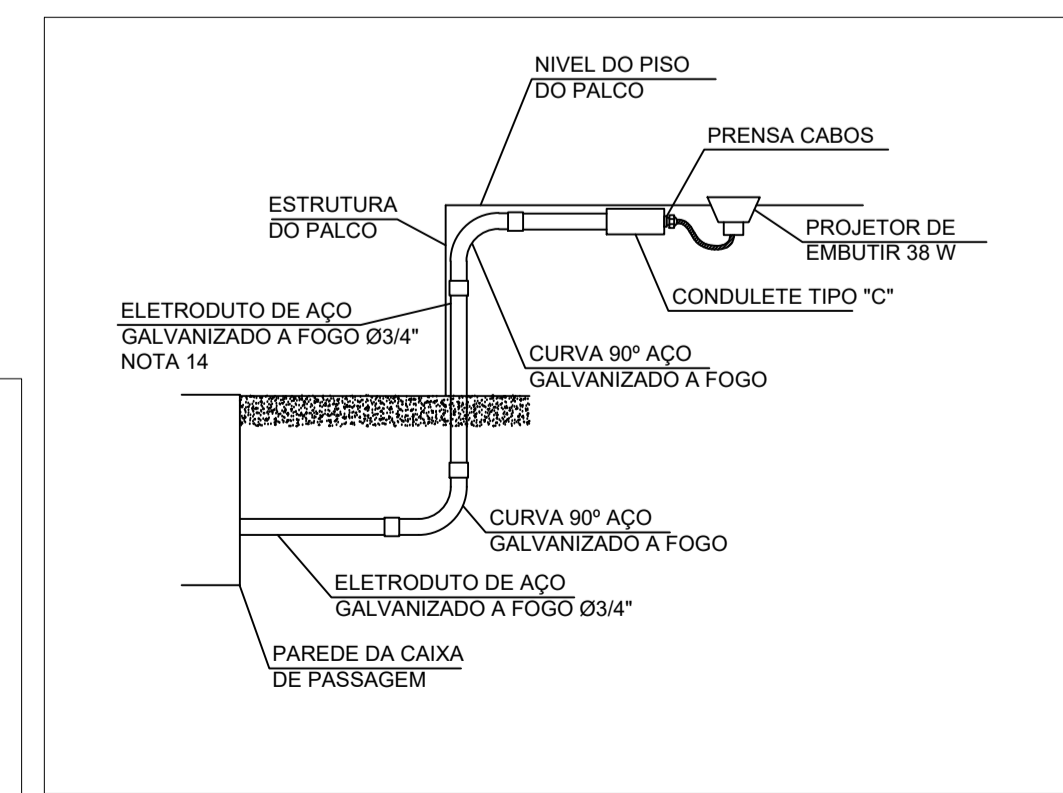 NIVEL DO PISO
DO PALCO
PRENSA CABOS
ESTRUTURA
DO PALCO
PROJETOR DE
EMBUTIR 38 W
CONDULETE TIPO "C"
ELETRODUTO DE AÇO
GALVANIZADO A FOGO Ø3/4"
NOTA 14
CURVA 90º AÇO
GALVANIZADO A FOGO
CURVA 90º AÇO
GALVANIZADO A FOGO
ELETRODUTO DE AÇO
GALVANIZADO A FOGO Ø3/4"
PAREDE DA CAIXA
DE PASSAGEM